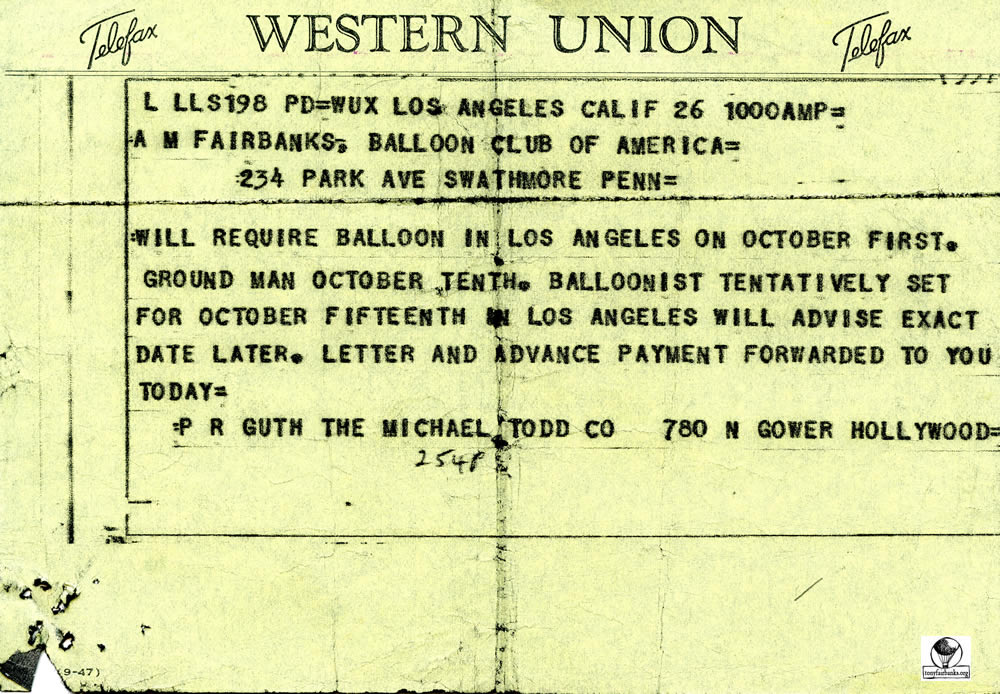 Telefax WESTERN UNION Telefax
L LLS198 PD=WUX LOS ANGELES CALIF 26 1000AMP=
A M FAIRBANKS, BALLOON CLUB OF AMERICA=
234 PARK AVE SWATHMORE PENN=
:WILL REQUIRE BALLOON IN LOS ANGELES ON OCTOBER FIRST.
GROUND MAN OCTOBER TENTH. BALLOONIST TENTATIVELY SET
FOR OCTOBER FIFTEENTH IN LOS ANGELES WILL ADVISE EXACT
DATE LATER. LETTER AND ADVANCE PAYMENT FORWARDED TO YOU
TODAY=
:P R GUTH THE MICHAEL TODD CO 780 N GOWER HOLLYWOOD=
9-47)
tonyfairbanks.org